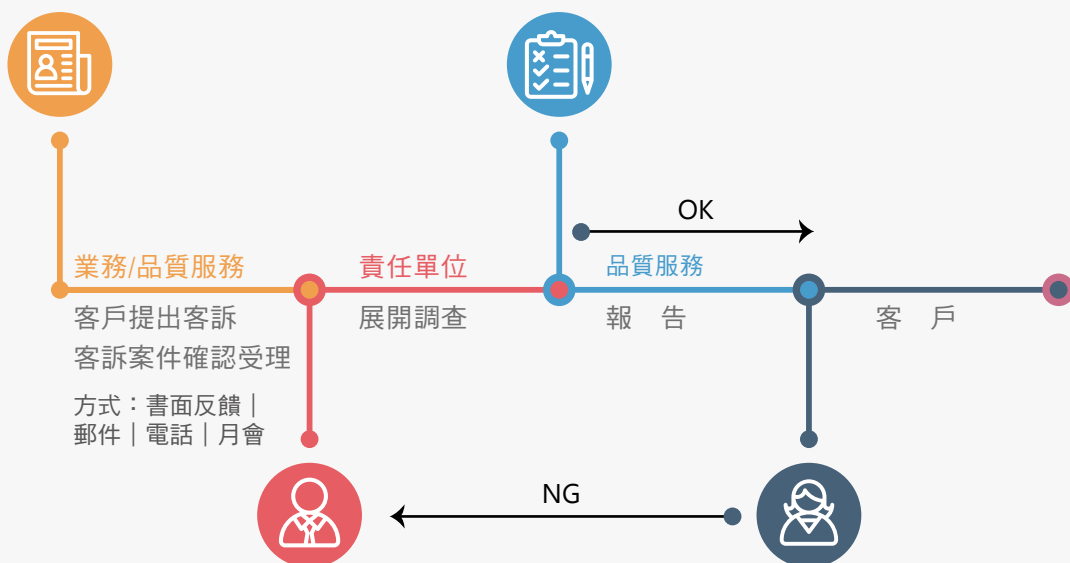 OK
業務/品質服務
責任單位
品質服務
客戶提出客訴
展開調查
報 告
客 戶
客訴案件確認受理
方式：書面反饋｜
郵件｜電話｜月會
NG